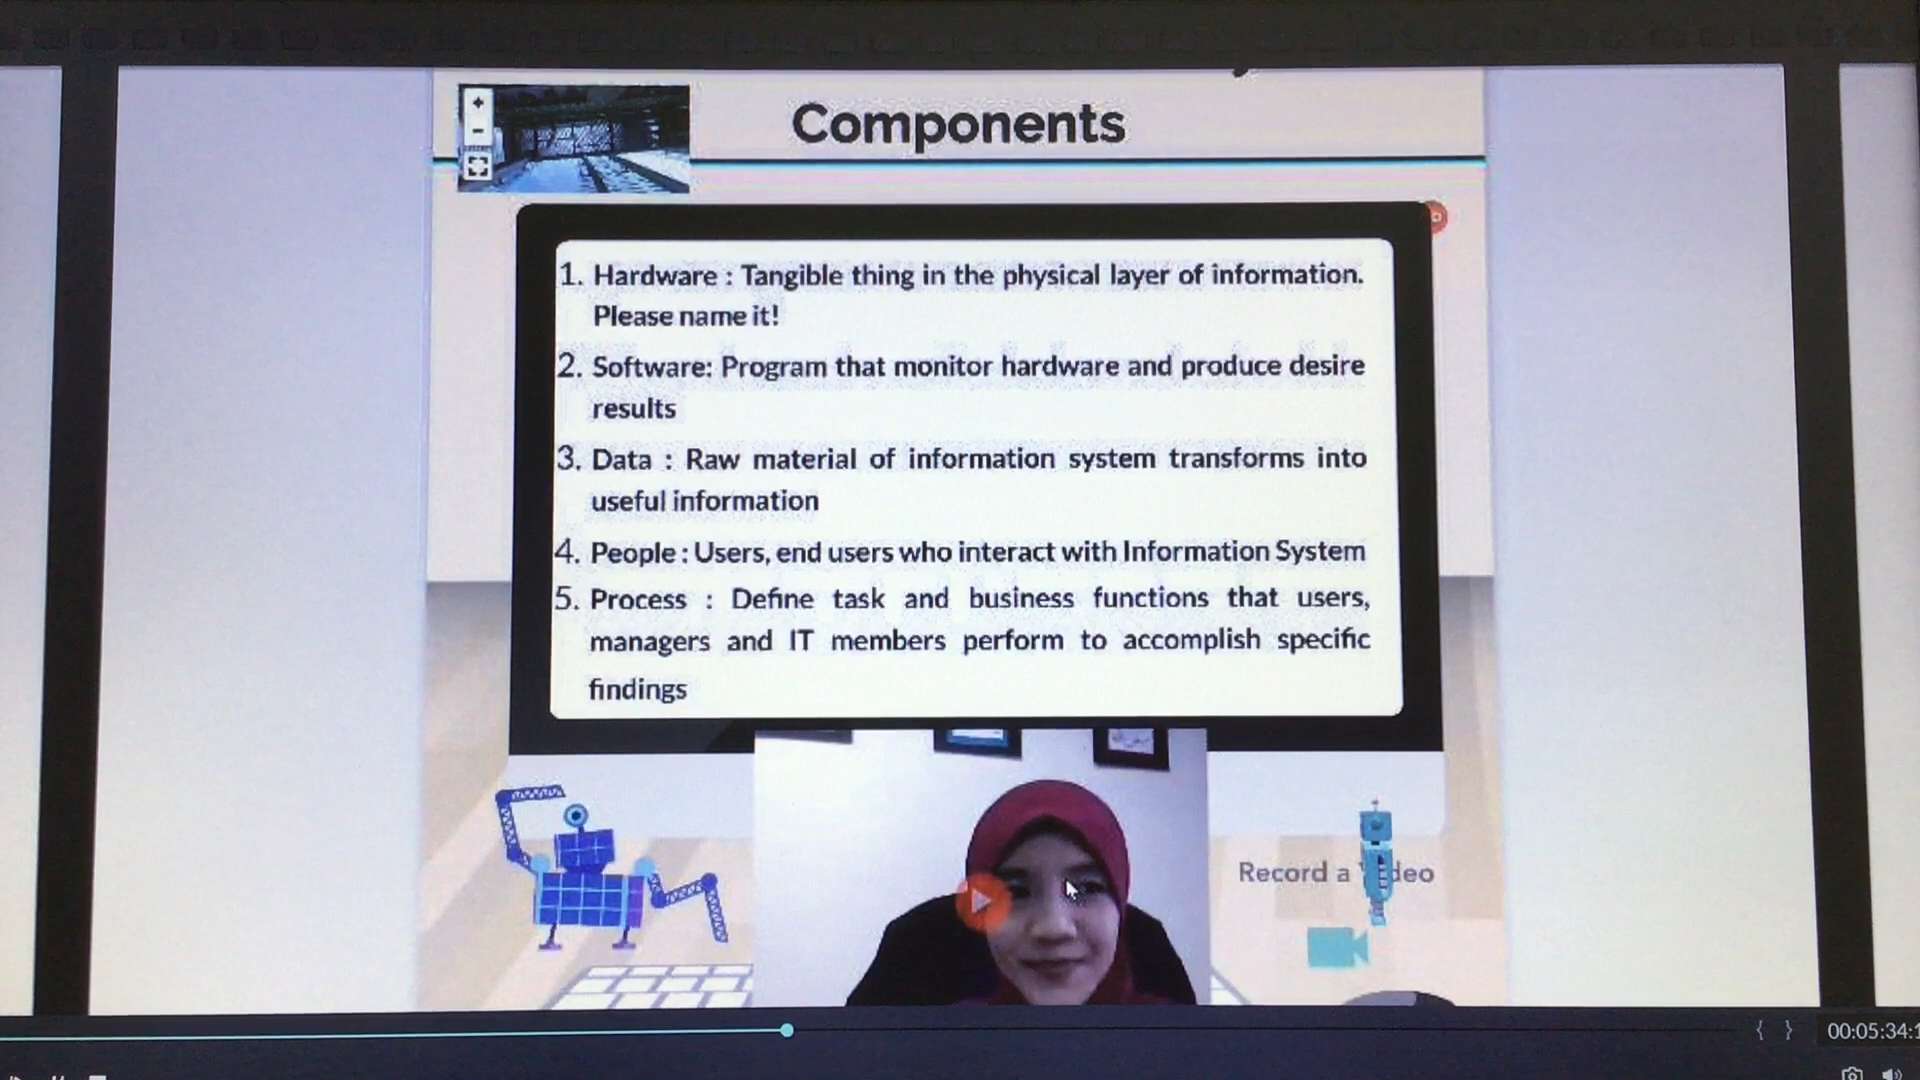 Components
1. Hardware : Tangible thing in the physical layer of information.
Please name it!
2. Software: Program that monitor hardware and produce desire
results
3. Data : Raw material of information system transforms into
useful information
4. People : Users, end users who interact with Information System
5. Process : Define task and business functions that users,
managers and IT members perform to accomplish specific
findings
Record a
{ }
00:05:34:1